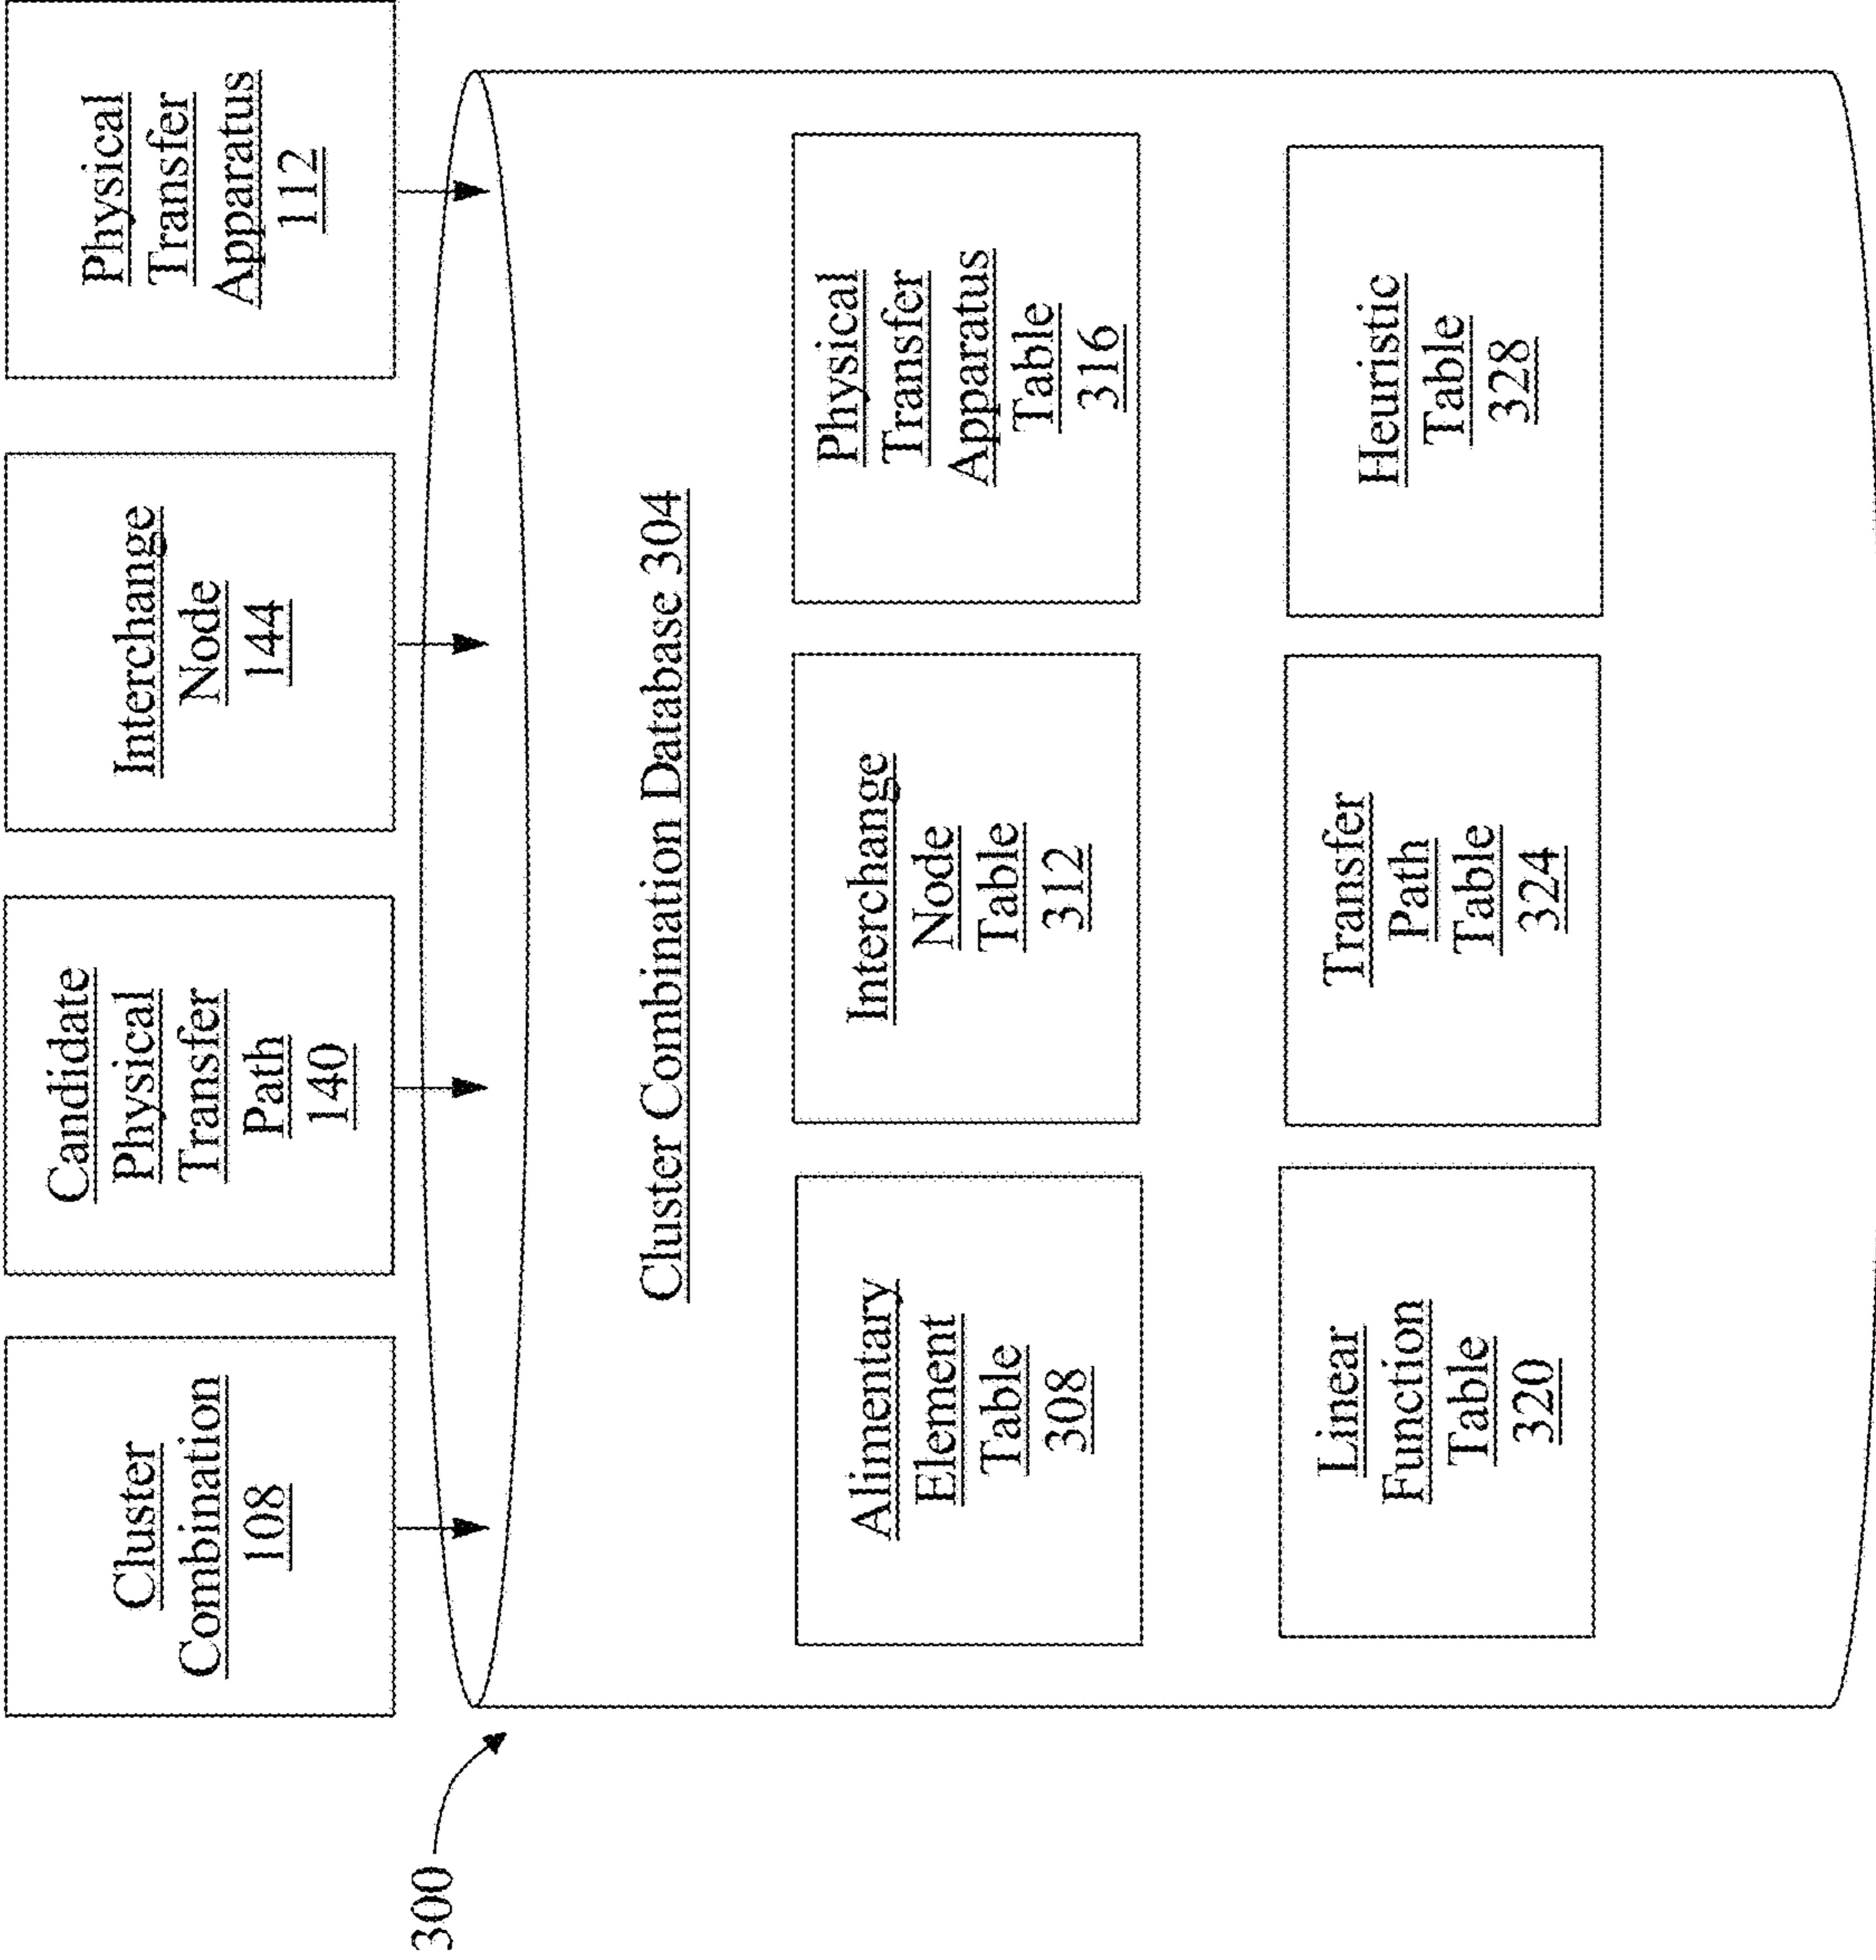 Cluster
Combination
108
Candidate
Physical
Transfer
Path
140
Interchange
Node
144
Physical
Transfer
Apparatus
112
300
Cluster Combination Database 304
Alimentary
Element
Table
308
Interchange
Node
Table
312
Physical
Transfer
Apparatus
Table
316
Linear
Function
Table
320
Transfer
Path
Table
324
Heuristic
Table
328